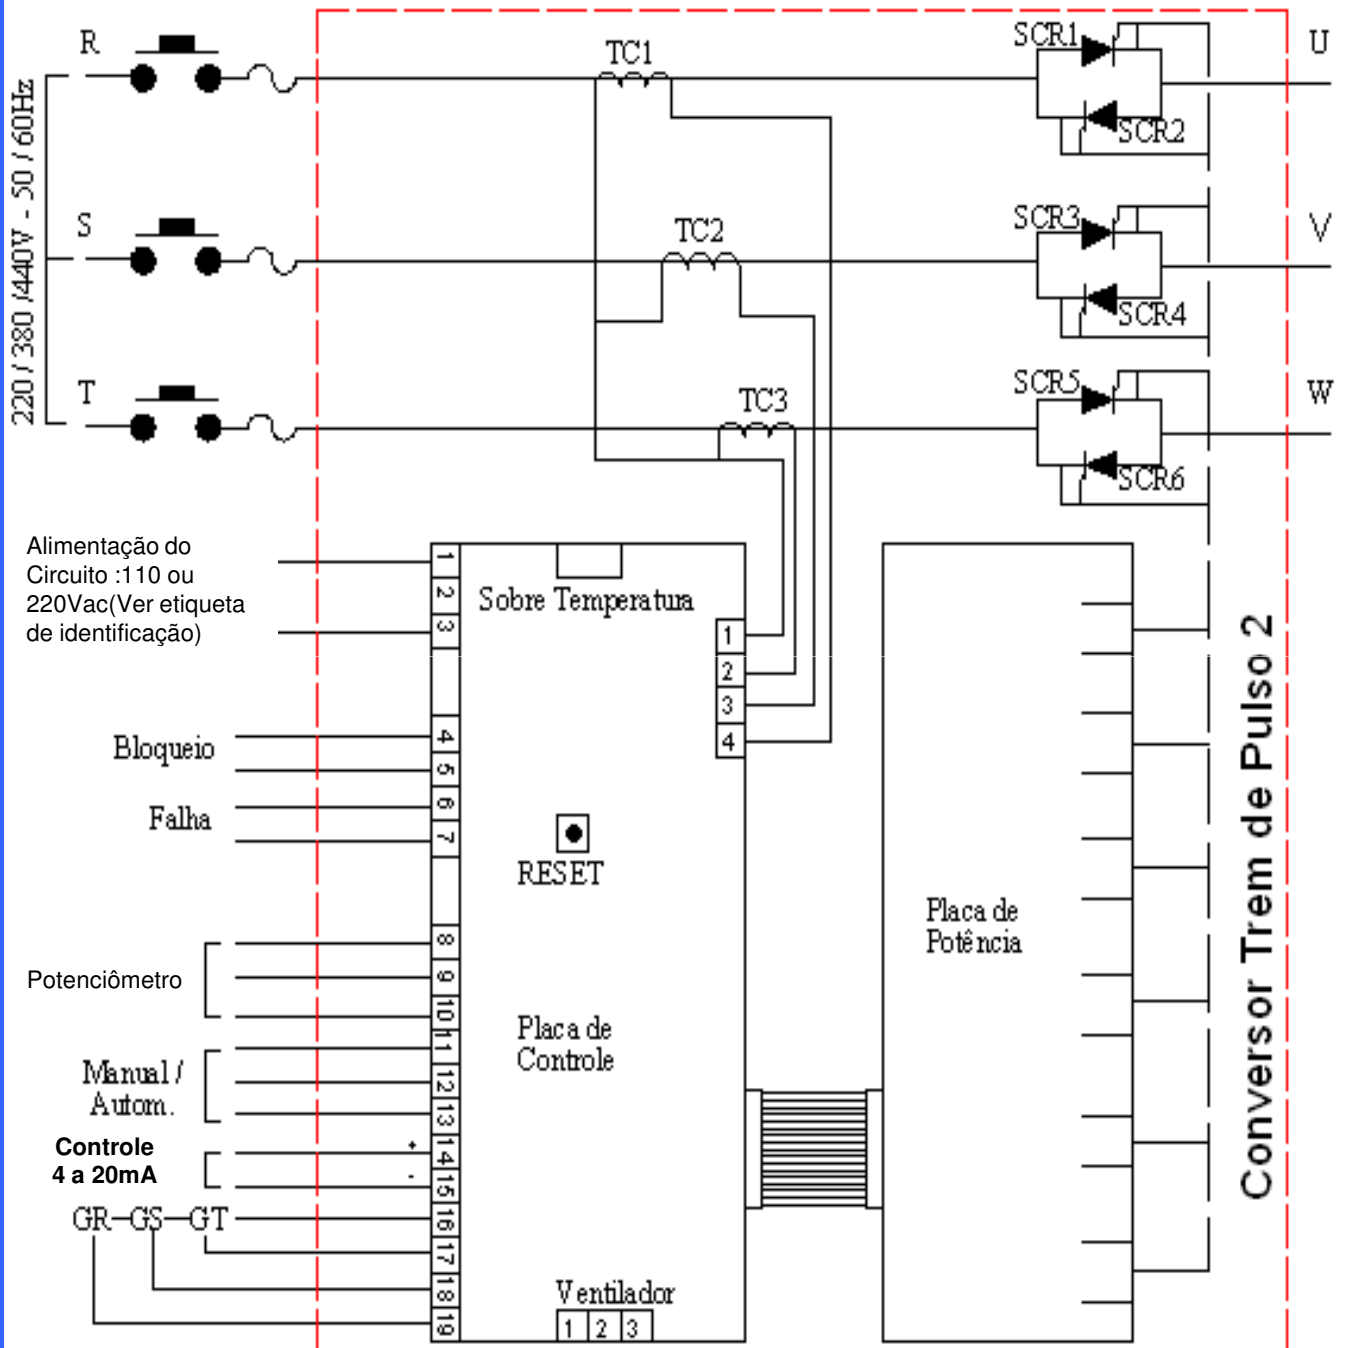 R
TC1
SCR1
U
SCR2
220 / 380 /440V - 50 / 60Hz
S
TC2
SCR3
V
SCR4
T
TC3
SCR5
W
SCR6
Alimentação do
Circuito :110 ou
220Vac(Ver etiqueta
de identificação)
1
2
3
Sobre Temperatura
1
2
3
4
Bloqueio
4
5
Falha
6
7
RESET
Placa de
Potência
Conversor Trem de Pulso 2
Potenciômetro
8
9
10
Placa de
Controle
Manual /
Autom.
11
12
13
Controle
4 a 20mA
+
14
-
15
GR GS GT
16
17
18
19
Ventilador
1 2 3